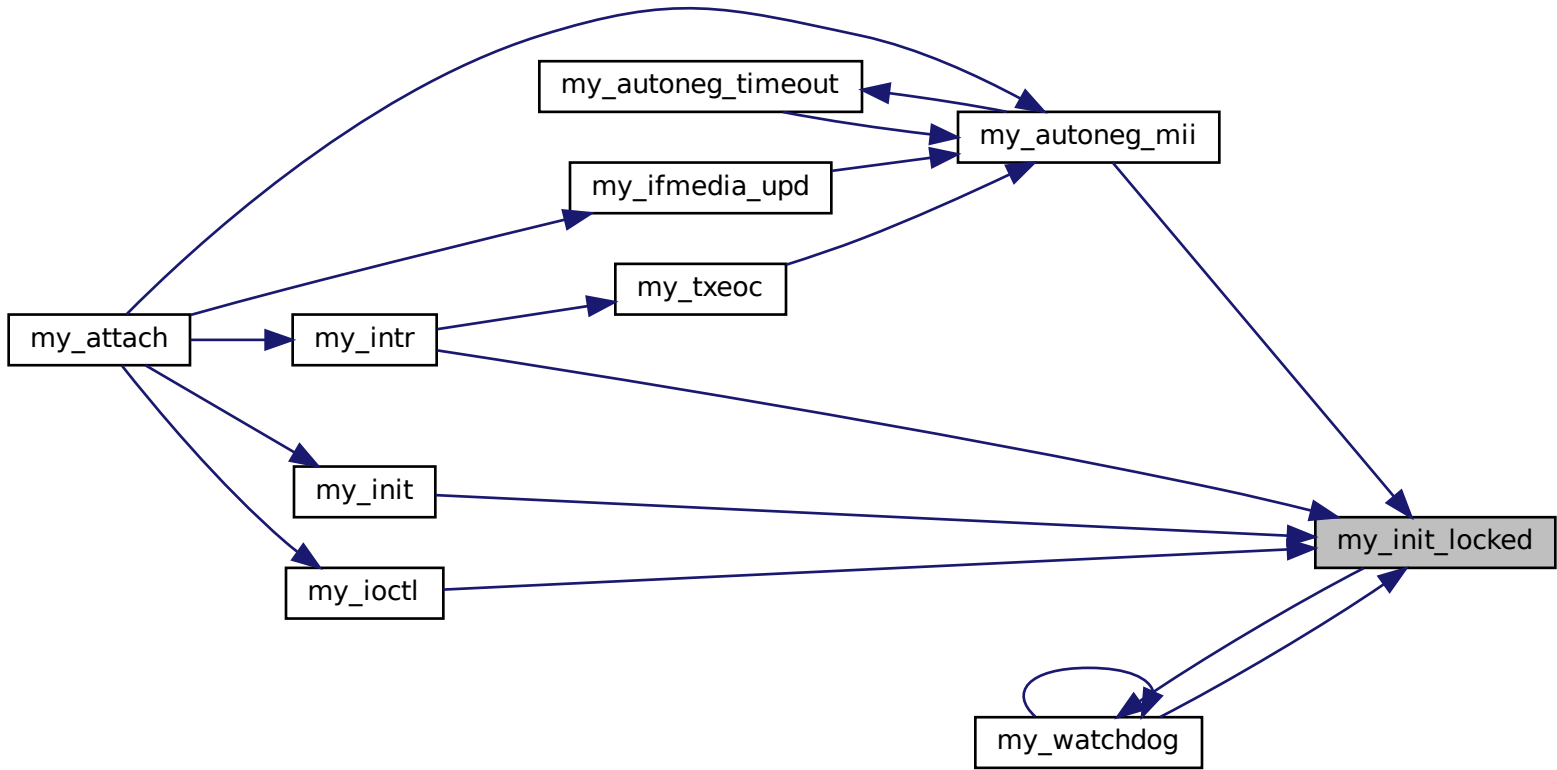 my_autoneg_timeout
my_autoneg_mii
my_ifmedia_upd
my_txeoc
my_attach
my_intr
my_init
my_init_locked
my_ioctl
my_watchdog